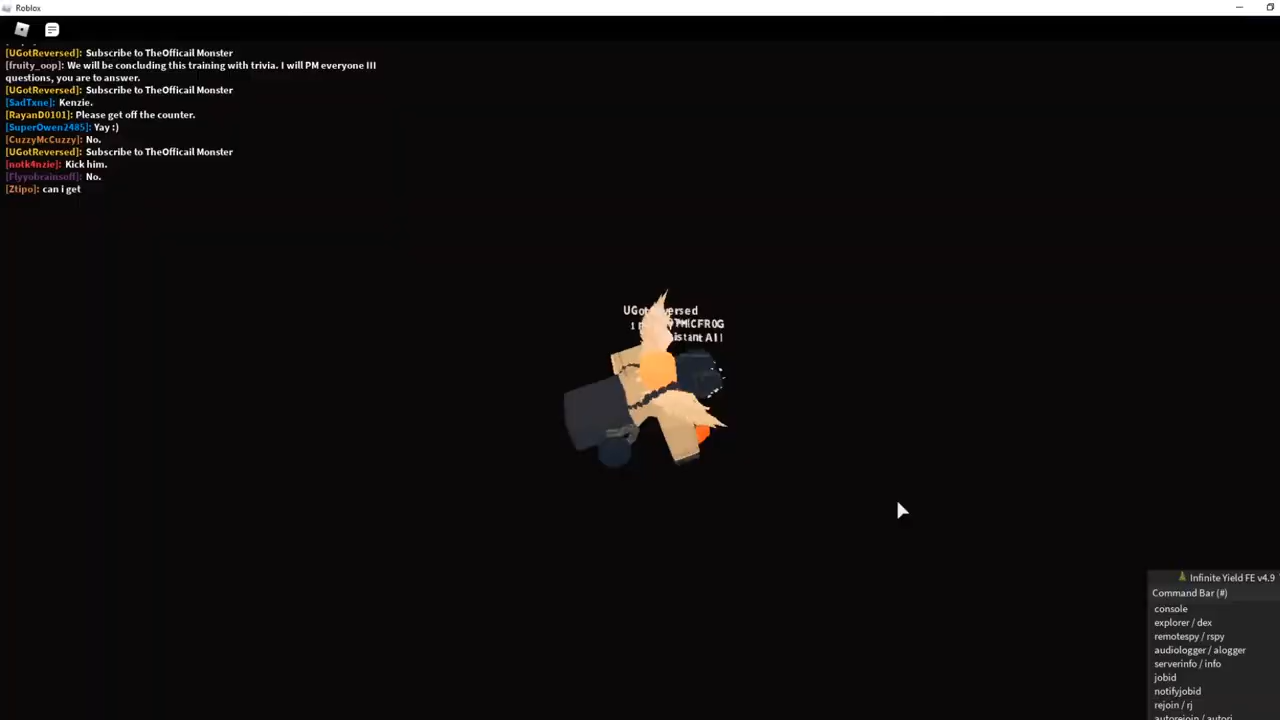 Roblox
[UGotReversed]: Subscribe to TheOfficail Monster
[fruity_oop]: We will be concluding this training with trivia. I will PM everyone III
questions, you are to answer.
[UGotReversed]: Subscribe to TheOfficail Monster
[SadTxne]: Kenzie.
[RayanD0101]: Please get off the counter.
[SuperOwen2485]: Yay :)
[CuzzyMcCuzzy]: No.
[UGotReversed]: Subscribe to TheOfficail Monster
[notk4nzie]: Kick him.
[Flyyobrainsoff]: No.
[Ztipo]: can i get
Infinite Yield FE v4.9
Command Bar (#)
console
explorer / dex
remotespy / rspy
audiologger / alogger
serverinfo / info
jobid
notifyjobid
rejoin / rj